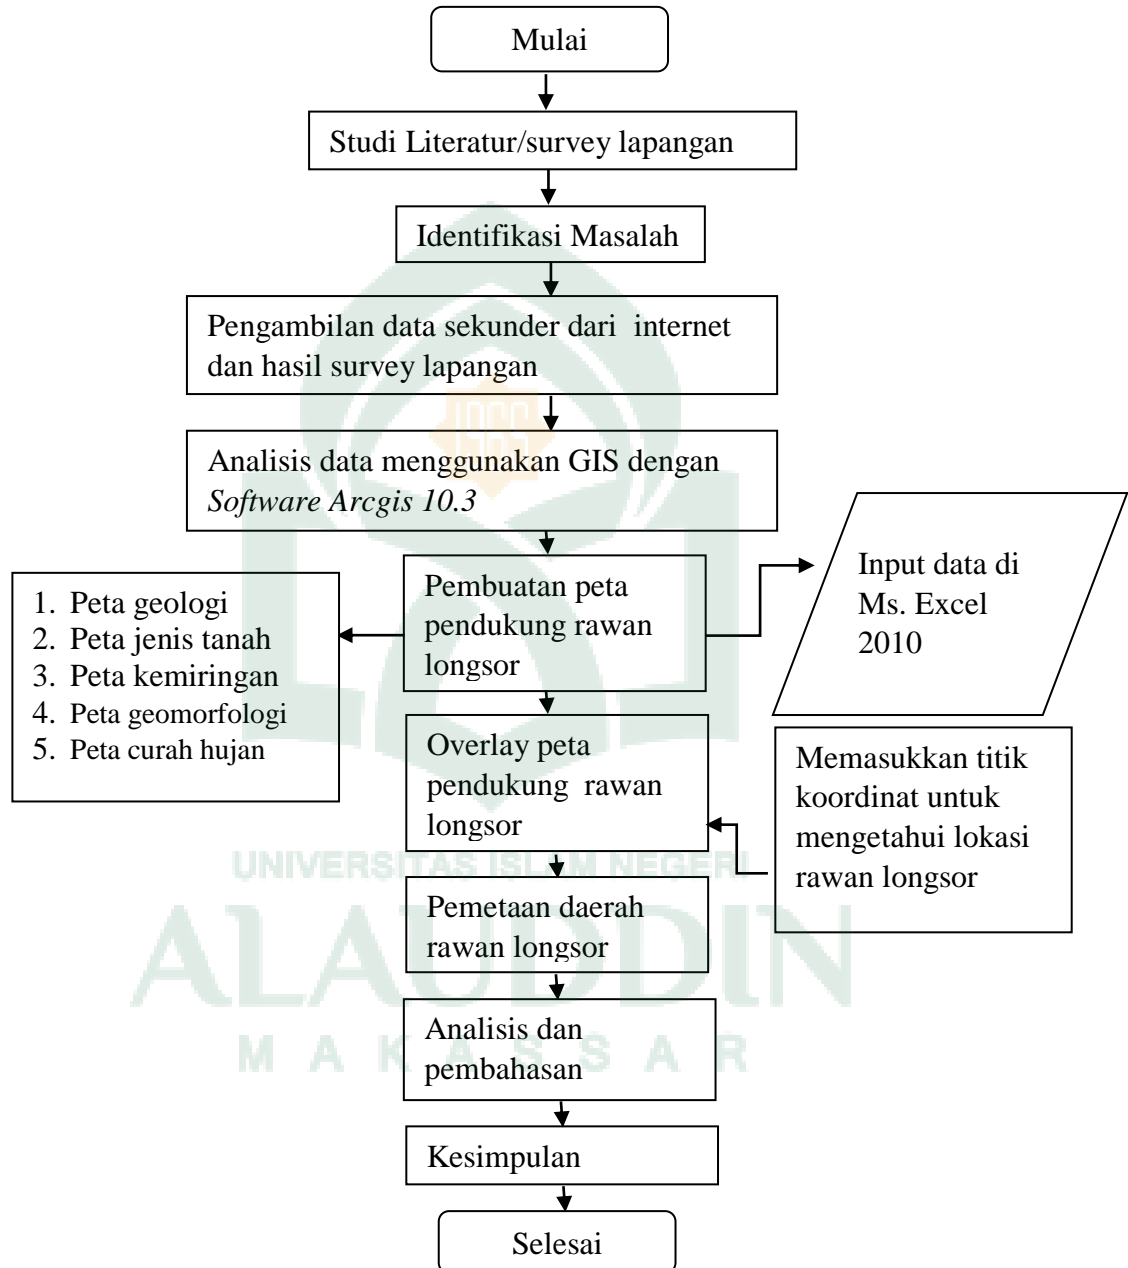 Mulai
Studi Literatur/survey lapangan
Identifikasi Masalah
Pengambilan data sekunder dari internet
dan hasil survey lapangan
Analisis data menggunakan GIS dengan
Software Arcgis 10.3
Pembuatan peta
pendukung rawan
longsor
Input data di
Ms. Excel
2010
1. Peta geologi
2. Peta jenis tanah
3. Peta kemiringan
4. Peta geomorfologi
5. Peta curah hujan
Overlay peta
pendukung rawan
longsor
Memasukkan titik
koordinat untuk
mengetahui lokasi
rawan longsor
Pemetaan daerah
rawan longsor
Analisis dan
pembahasan
Kesimpulan
Selesai
1965
UNIVERSITAS ISLAM NEGERI
ALAUDDIN
MAKASSAR